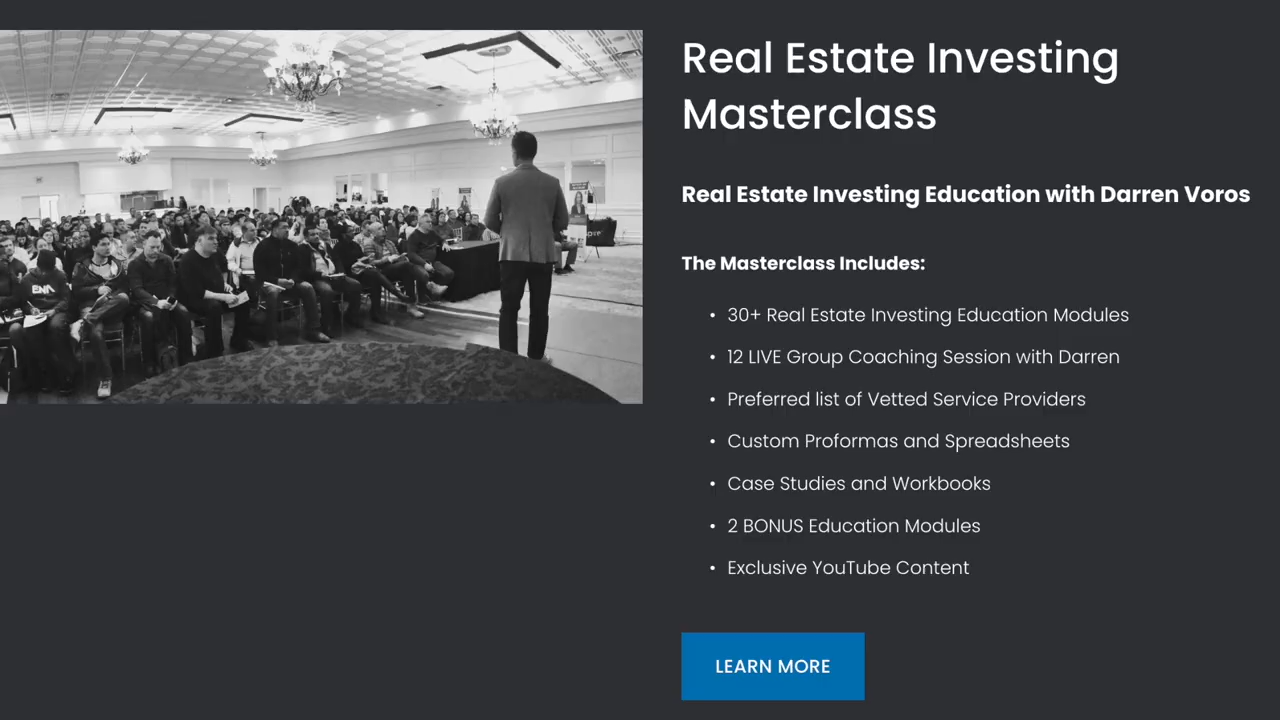 Real Estate Investing
Masterclass
Real Estate Investing Education with Darren Voros
The Masterclass Includes:
• 30+ Real Estate Investing Education Modules
• 12 LIVE Group Coaching Session with Darren
• Preferred list of Vetted Service Providers
• Custom Proformas and Spreadsheets
• Case Studies and Workbooks
• 2 BONUS Education Modules
• Exclusive YouTube Content
LEARN MORE